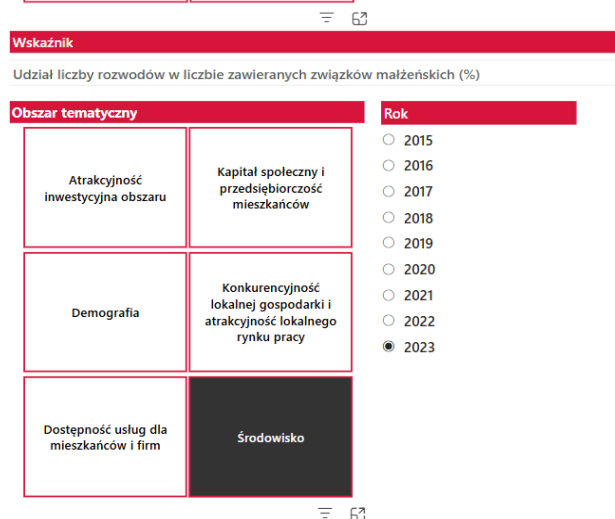 Wskaźnik
Udział liczby rozwodów w liczbie zawieranych związków małżeńskich (%)
Obszar tematyczny
Atrakcyjność
inwestycyjna obszaru
Kapitał społeczny i
przedsiębiorczość
mieszkańców
Demografia
Konkurencyjność
lokalnej gospodarki i
atrakcyjność lokalnego
rynku pracy
Dostępność usług dla
mieszkańców i firm
Środowisko
Rok
2015
2016
2017
2018
2019
2020
2021
2022
2023